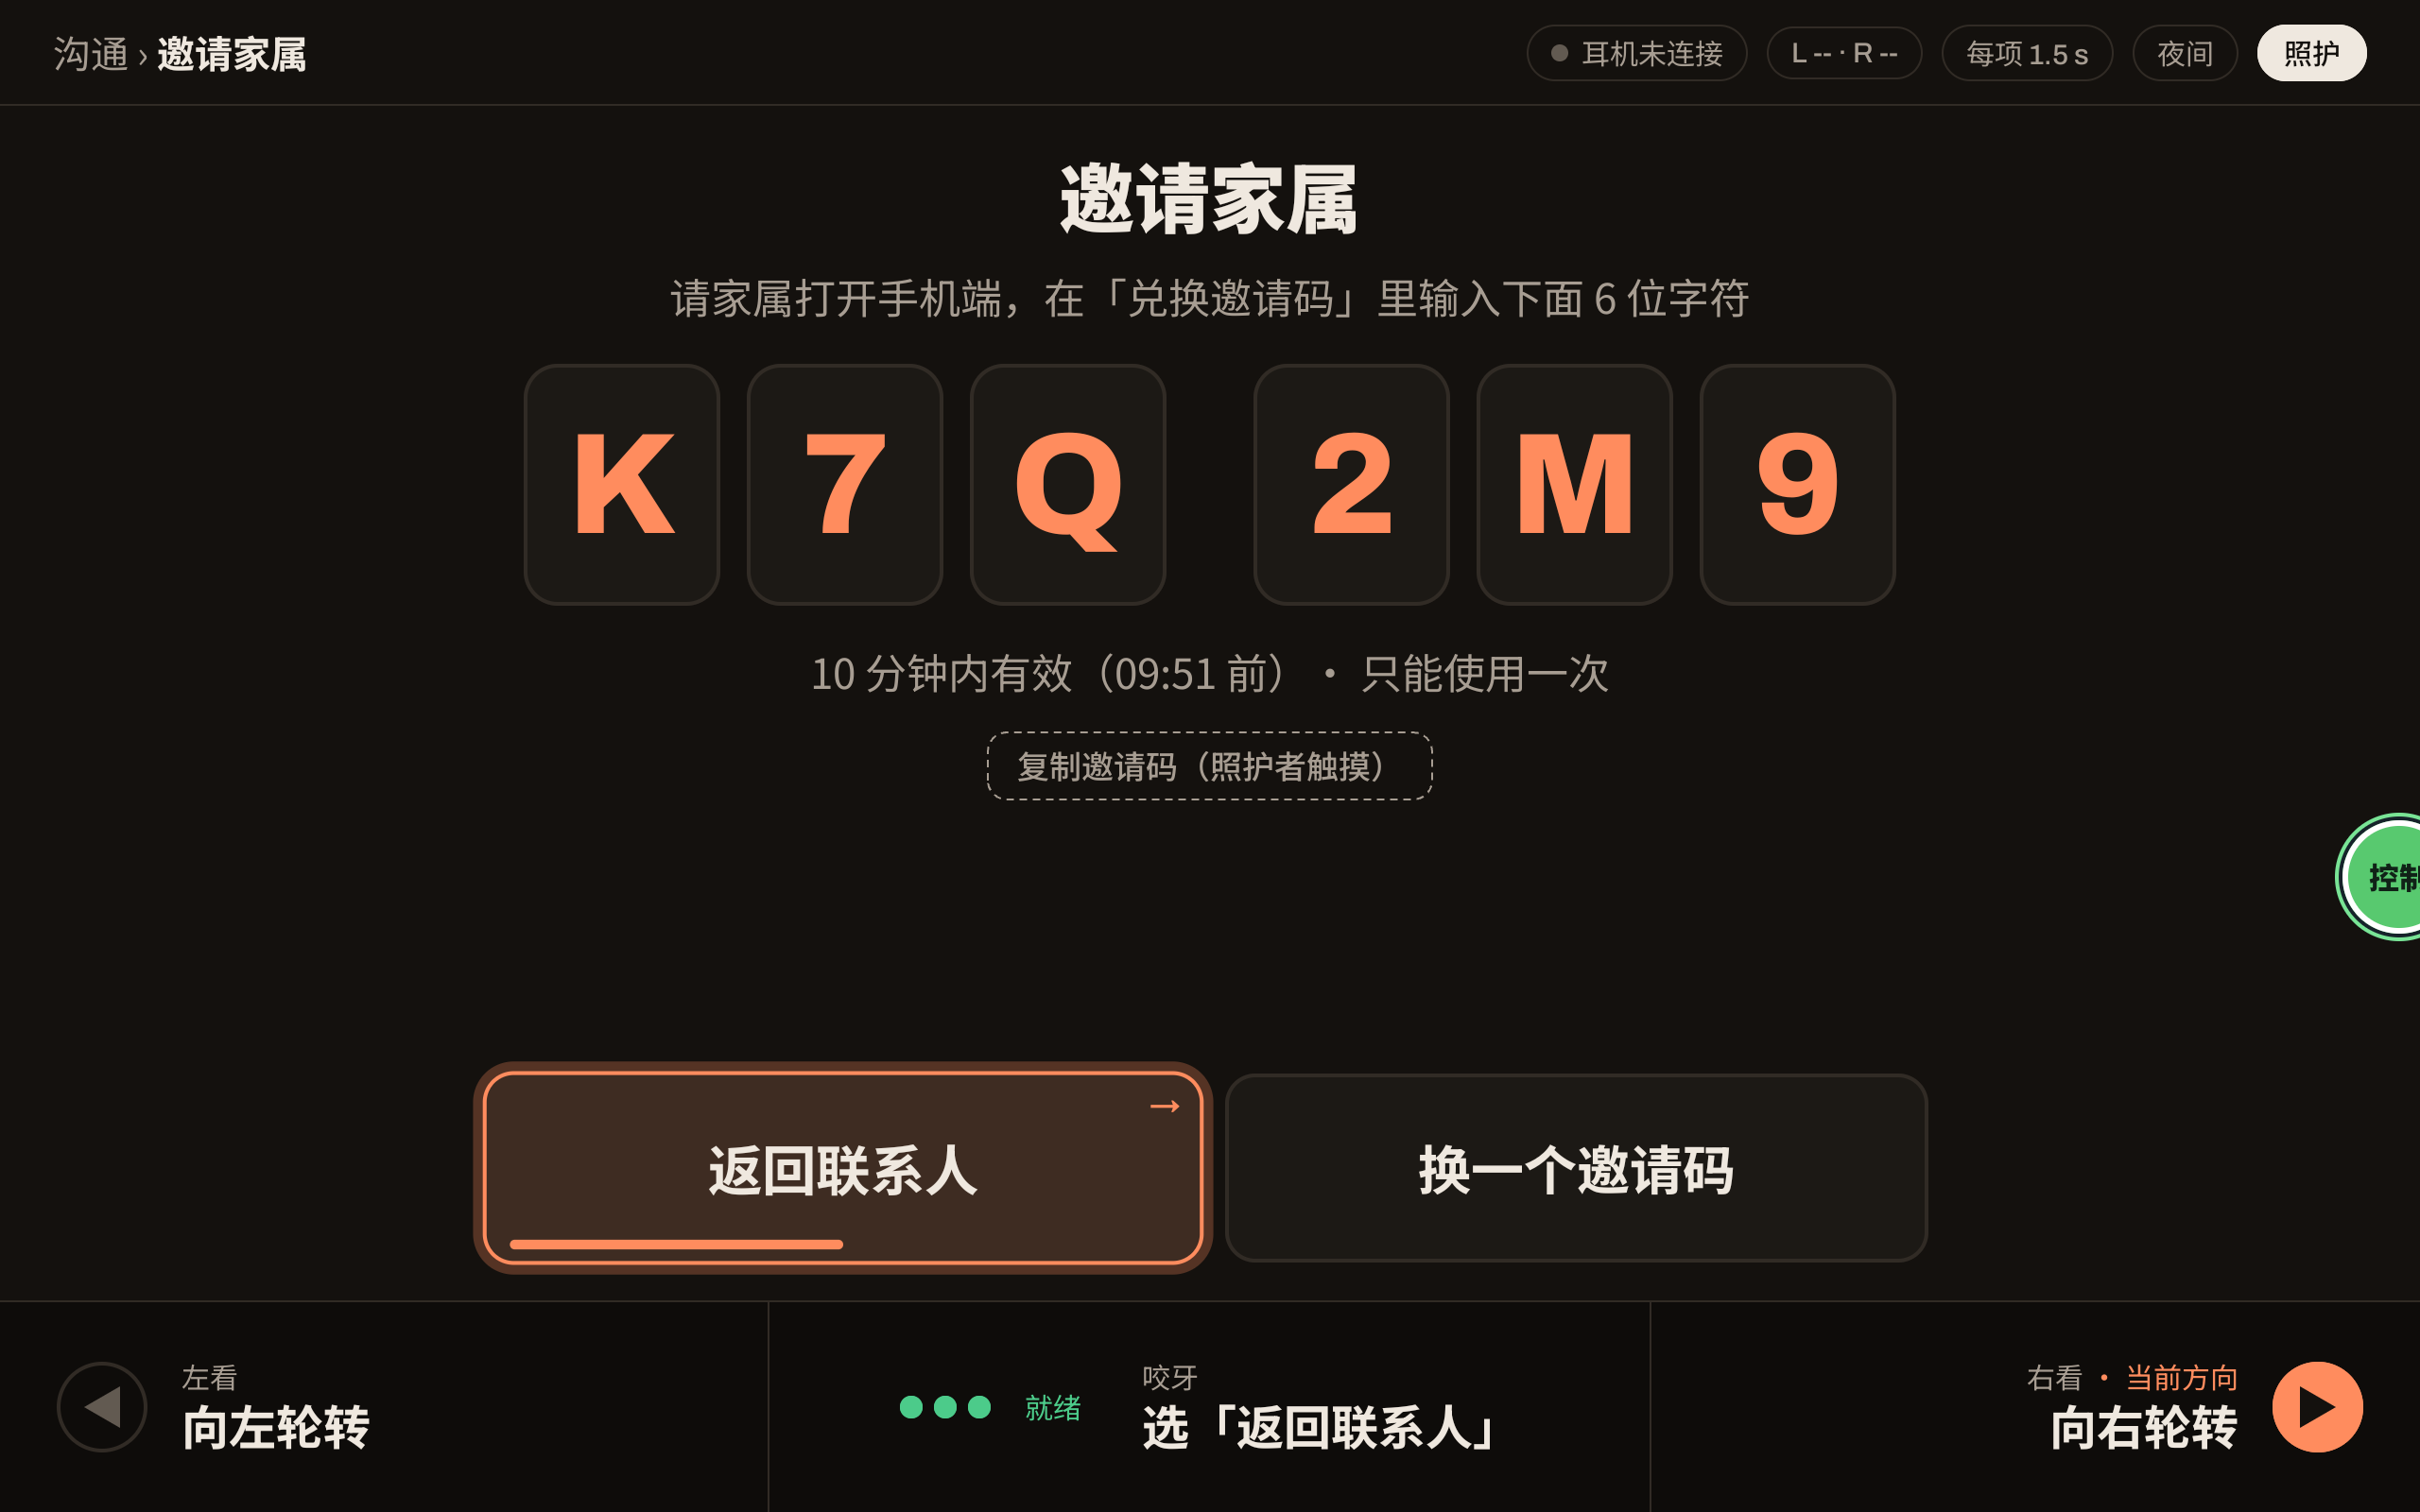 沟通 › 邀请家属
耳机未连接
L -- · R --
每项 1.5 s
夜间
照护
邀请家属
请家属打开手机端，在「兑换邀请码」里输入下面 6 位字符
K 7 Q 2 M 9
10 分钟内有效（09:51 前） · 只能使用一次
复制邀请码（照护者触摸）
控制
→
返回联系人
换一个邀请码
左看
向左轮转
就绪
咬牙
选「返回联系人」
右看 · 当前方向
向右轮转